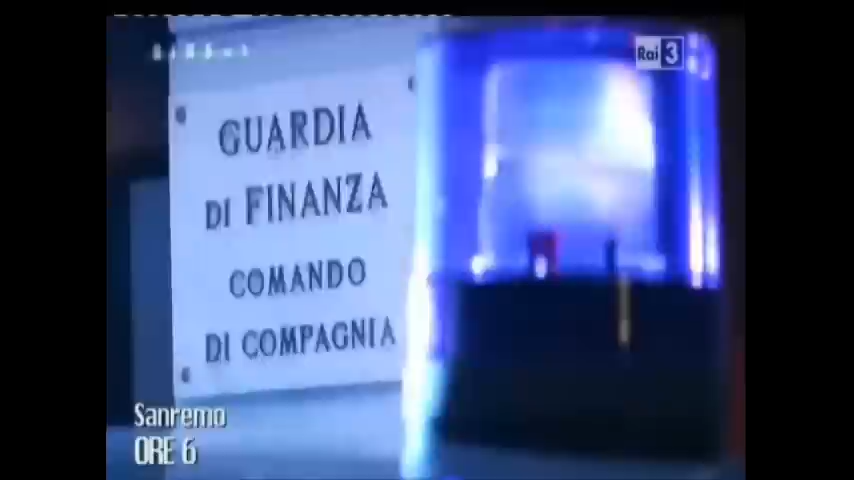 Rai 3
GUARDIA
DI FINANZA
COMANDO
DI COMPAGNIA
Sanremo
ORE 6